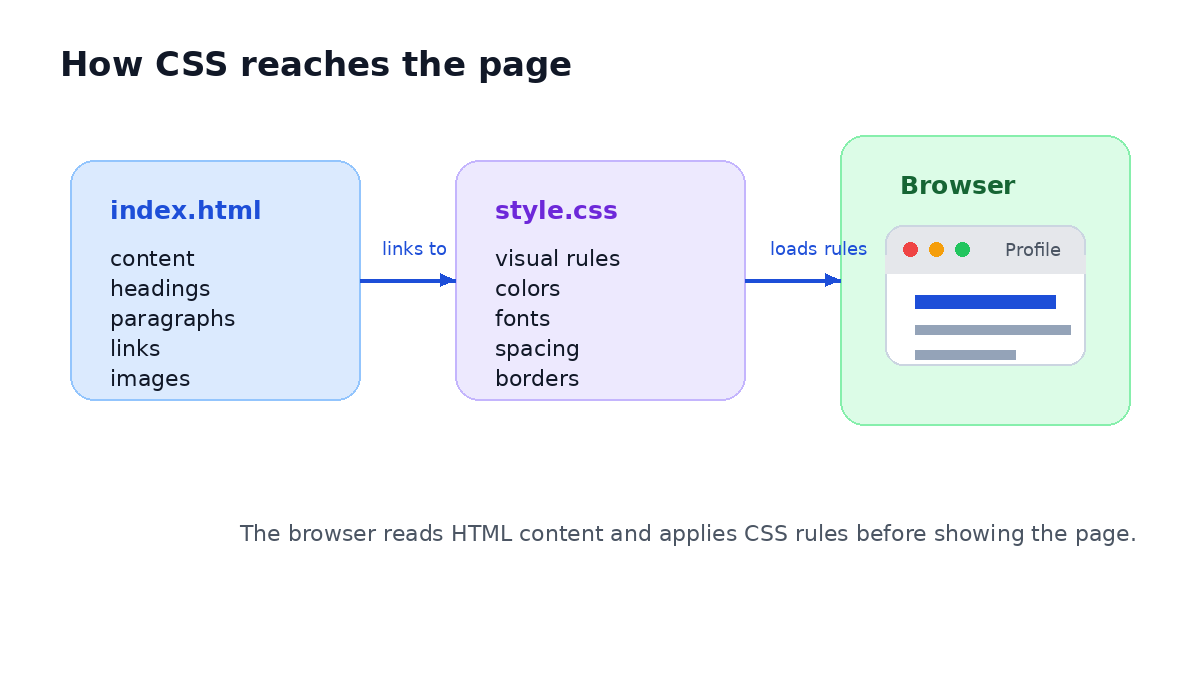 How CSS reaches the page
index.html
content
headings
paragraphs
links
images
links to
style.css
visual rules
colors
fonts
spacing
borders
loads rules
Browser
Profile
The browser reads HTML content and applies CSS rules before showing the page.